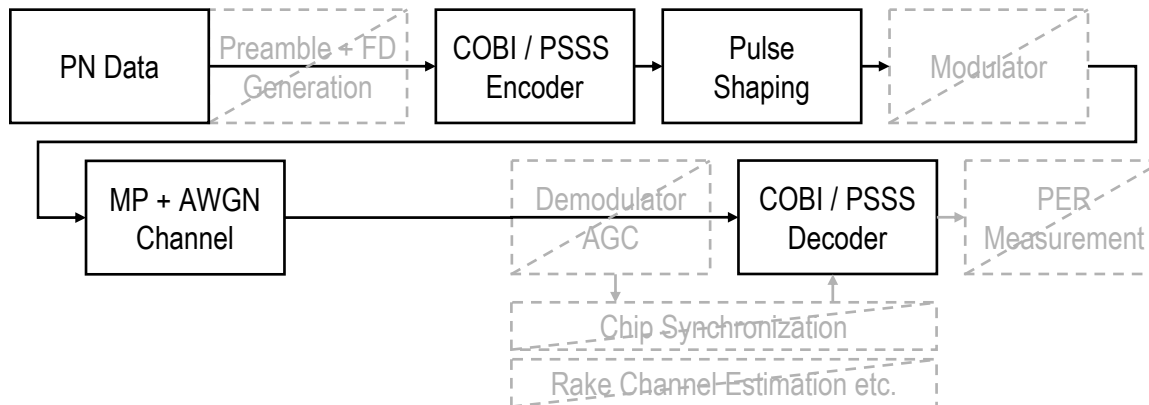 PN Data
Preamble + FD
Generation
COBI / PSSS
Encoder
Pulse
Shaping
Modulator
MP + AWGN
Channel
Demodulator
AGC
COBI / PSSS
Decoder
PER
Measurement
Chip Synchronization
Rake Channel Estimation etc.